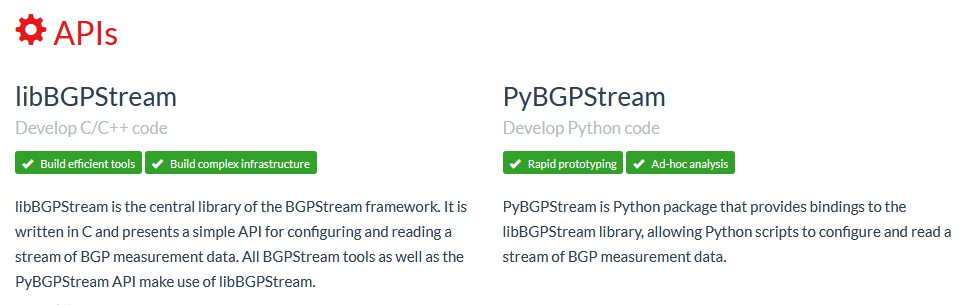 APIs
libBGPStream
Develop C/C++ code
Build efficient tools
Build complex infrastructure
libBGPStream is the central library of the BGPStream framework. It is
written in C and presents a simple API for configuring and reading a
stream of BGP measurement data. All BGPStream tools as well as the
PyBGPStream API make use of libBGPStream.
PyBGPStream
Develop Python code
Rapid prototyping
Ad-hoc analysis
PyBGPStream is Python package that provides bindings to the
libBGPStream library, allowing Python scripts to configure and read a
stream of BGP measurement data.